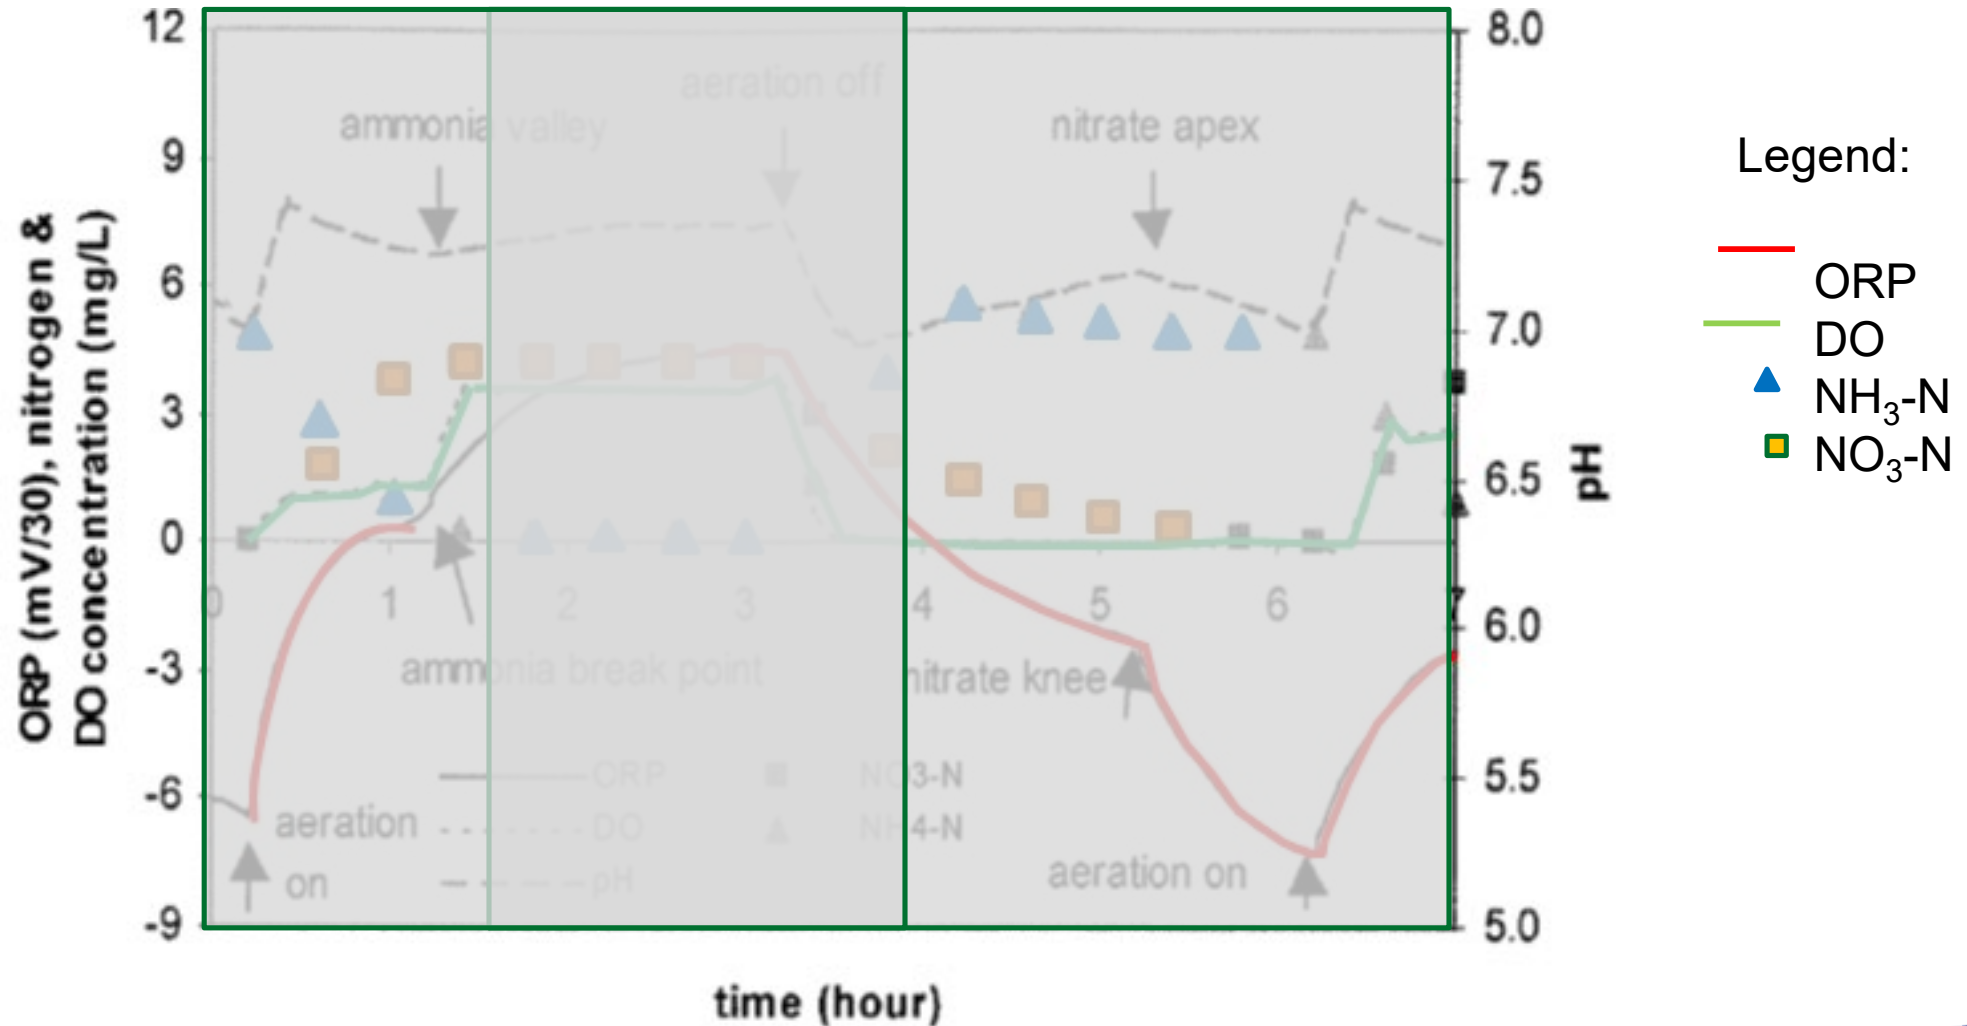 ORP (mV/30), nitrogen &
DO concentration (mg/L)
12
9
6
3
0
-3
-6
-9
aeration off
ammonia valley
nitrate apex
0
1
2
3
4
5
6
7
ammonia break point
nitrate knee
ORP
NO3-N
aeration
on
DO
NH4-N
pH
aeration on
8.0
7.5
7.0
6.5
6.0
5.5
5.0
pH
time (hour)
Legend:
ORP
DO
NH₃-N
NO₃-N